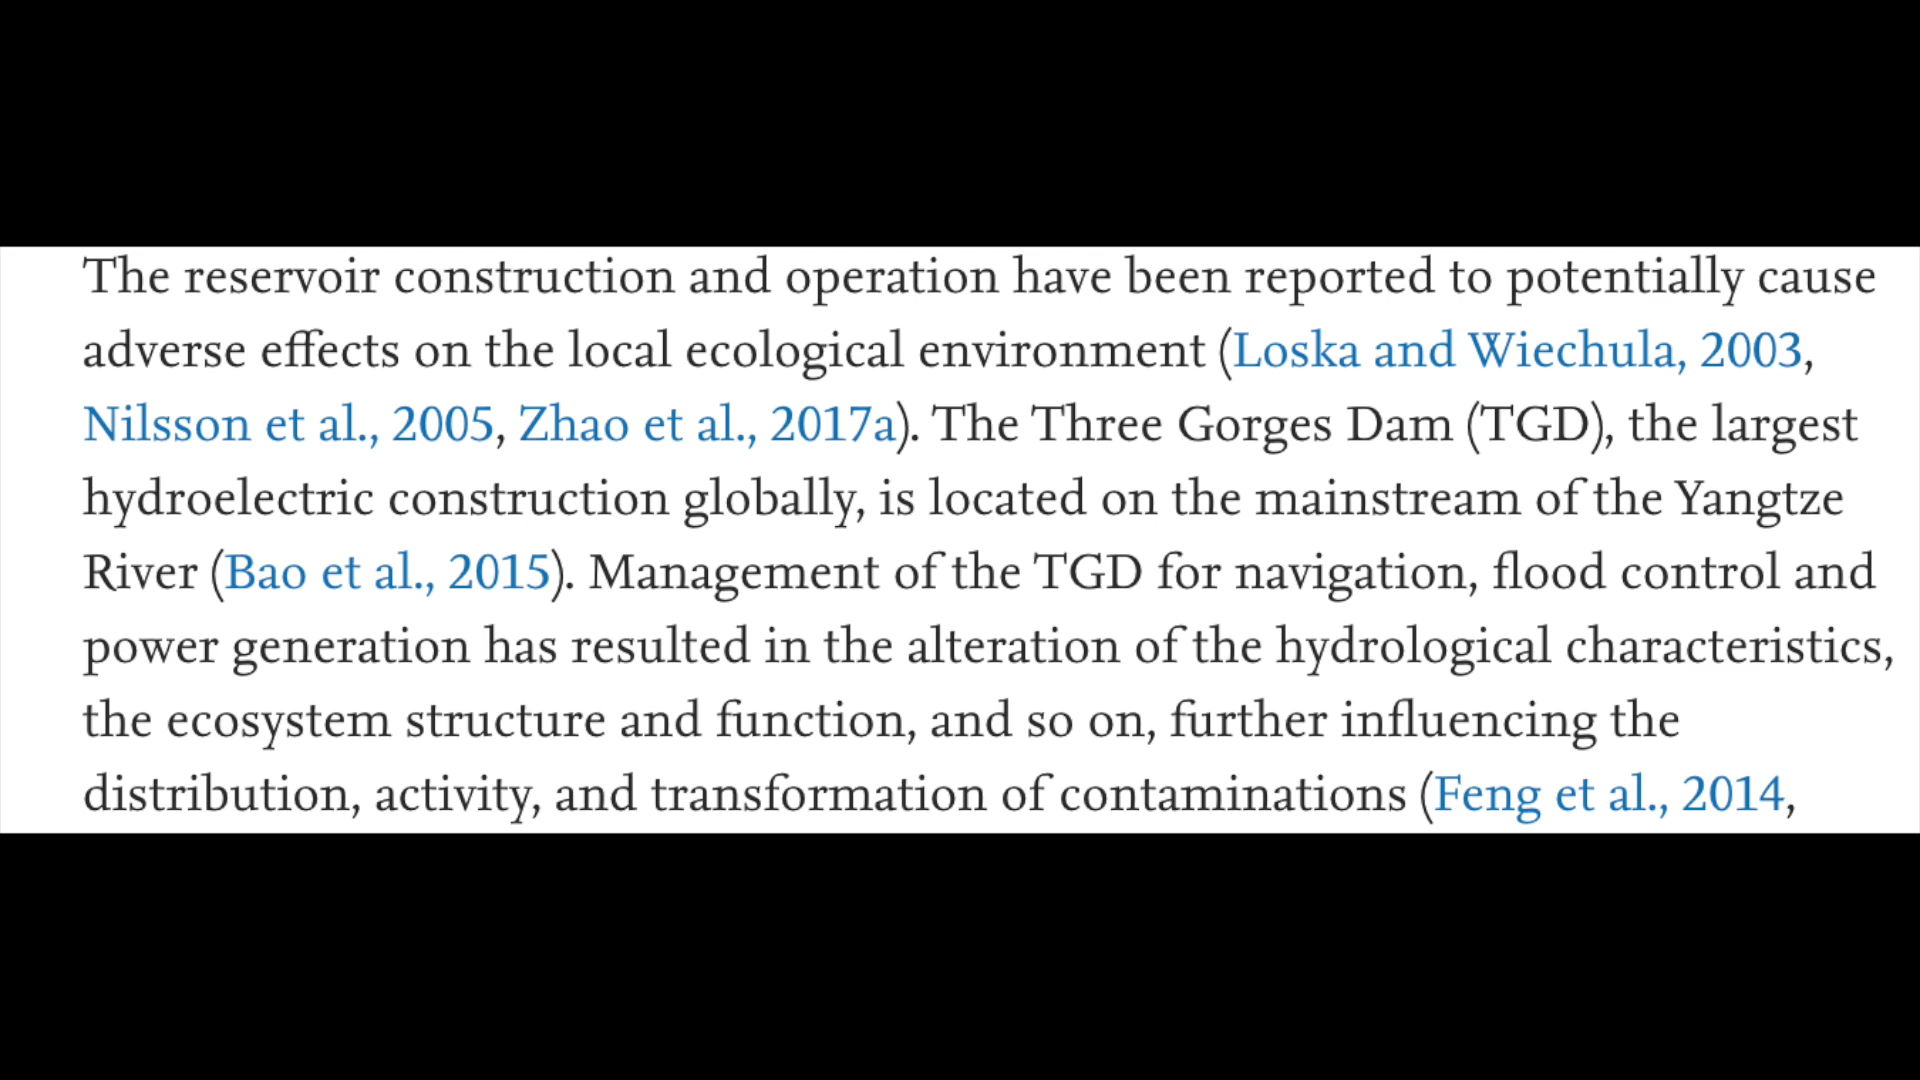 The reservoir construction and operation have been reported to potentially cause
adverse effects on the local ecological environment (Loska and Wiechula, 2003,
Nilsson et al., 2005, Zhao et al., 2017a). The Three Gorges Dam (TGD), the largest
hydroelectric construction globally, is located on the mainstream of the Yangtze
River (Bao et al., 2015). Management of the TGD for navigation, flood control and
power generation has resulted in the alteration of the hydrological characteristics,
the ecosystem structure and function, and so on, further influencing the
distribution, activity, and transformation of contaminations (Feng et al., 2014,